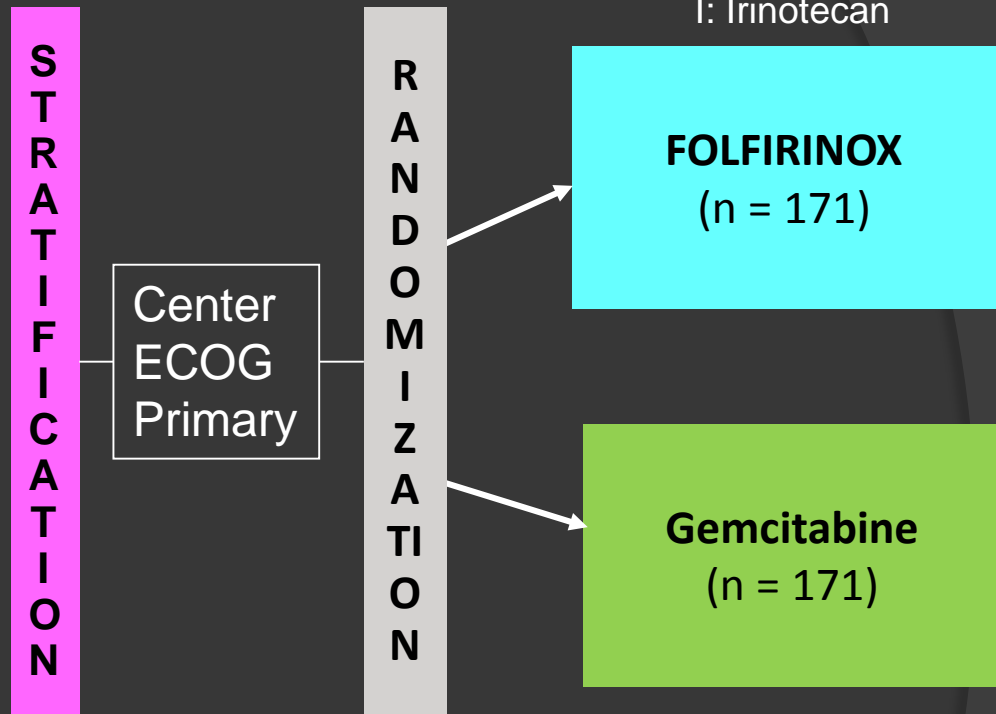 STRATIFICATION
Center
ECOG
Primary
RANDOMIZATION
I: Irinotecan
FOLFIRINOX
(n = 171)
Gemcitabine
(n = 171)